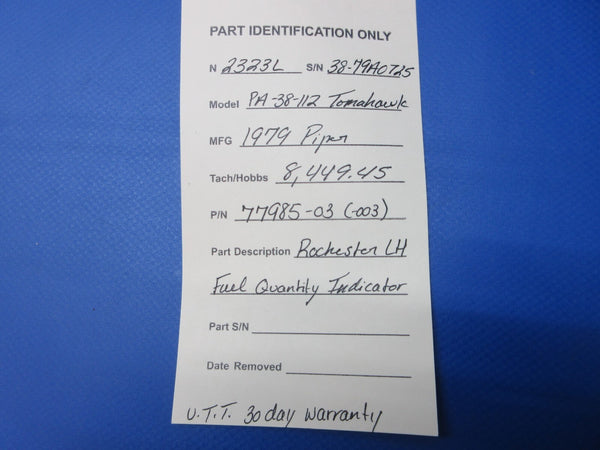 PART IDENTIFICATION ONLY
N 2323L S/N 38-79A0725
Model PA-38-112 Tomahawk
MFG 1979 Piper
Tach/Hobbs 8,449.45
P/N 77985-03 (-003)
Part Description Rochester LH
Fuel Quantity Indicator
Part S/N
Date Removed
U.T.T. 30 day warranty